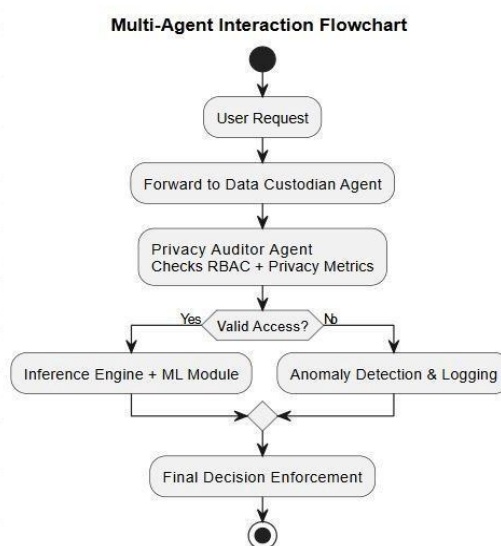 Multi-Agent Interaction Flowchart
User Request
Forward to Data Custodian Agent
Privacy Auditor Agent
Checks RBAC + Privacy Metrics
Yes
Valid Access?
No
Inference Engine + ML Module
Anomaly Detection & Logging
Final Decision Enforcement